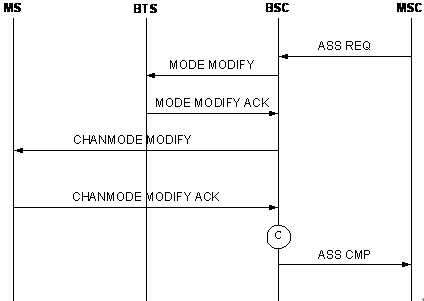 MS BTS BSC MSC
ASS REQ
MODE MODIFY
MODE MODIFY ACK
CHANMODE MODIFY
CHANMODE MODIFY ACK
C
ASS CMP